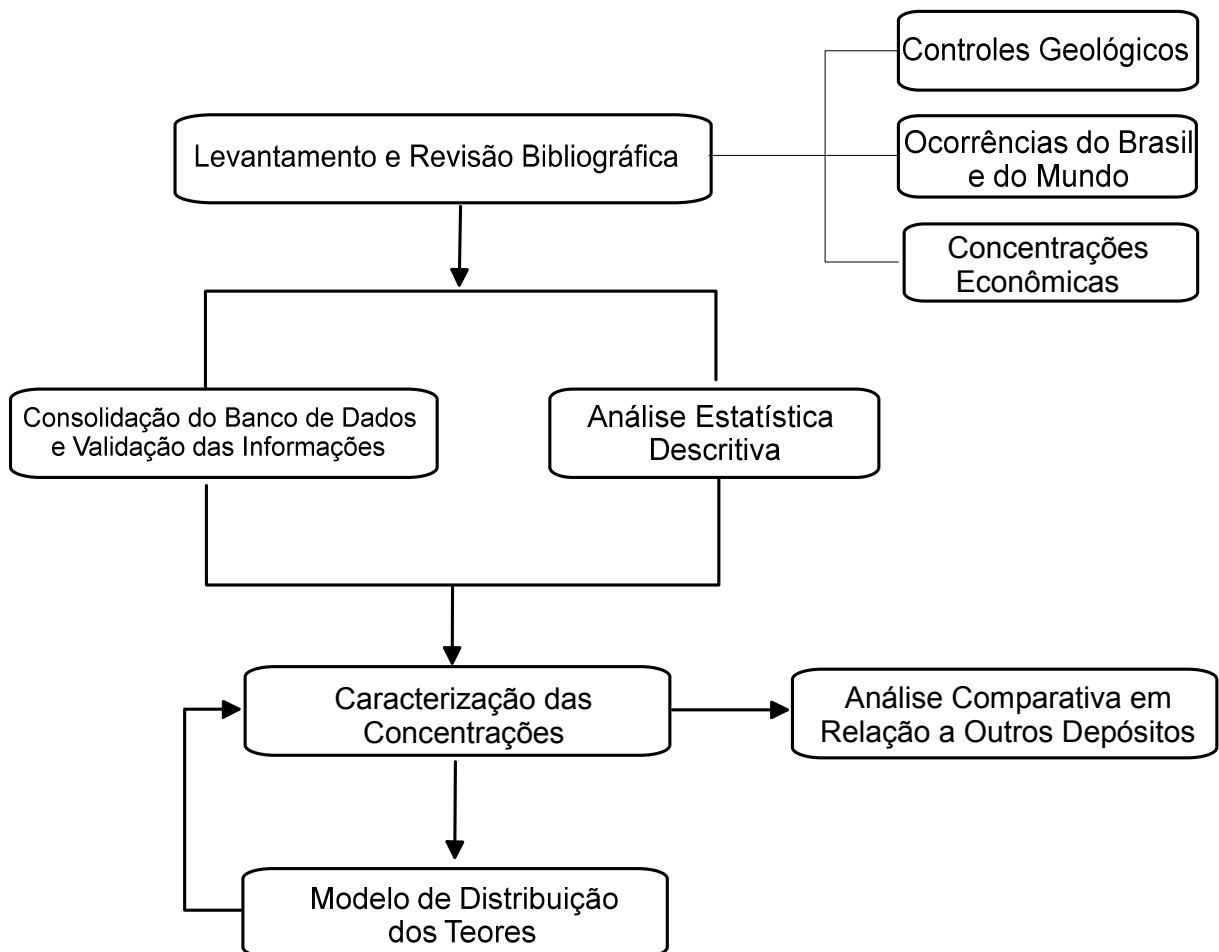 Controles Geológicos
Levantamento e Revisão Bibliográfica
Ocorrências do Brasil
e do Mundo
Concentrações
Econômicas
Consolidação do Banco de Dados
e Validação das Informações
Análise Estatística
Descritiva
Caracterização das
Concentrações
Análise Comparativa em
Relação a Outros Depósitos
Modelo de Distribuição
dos Teores